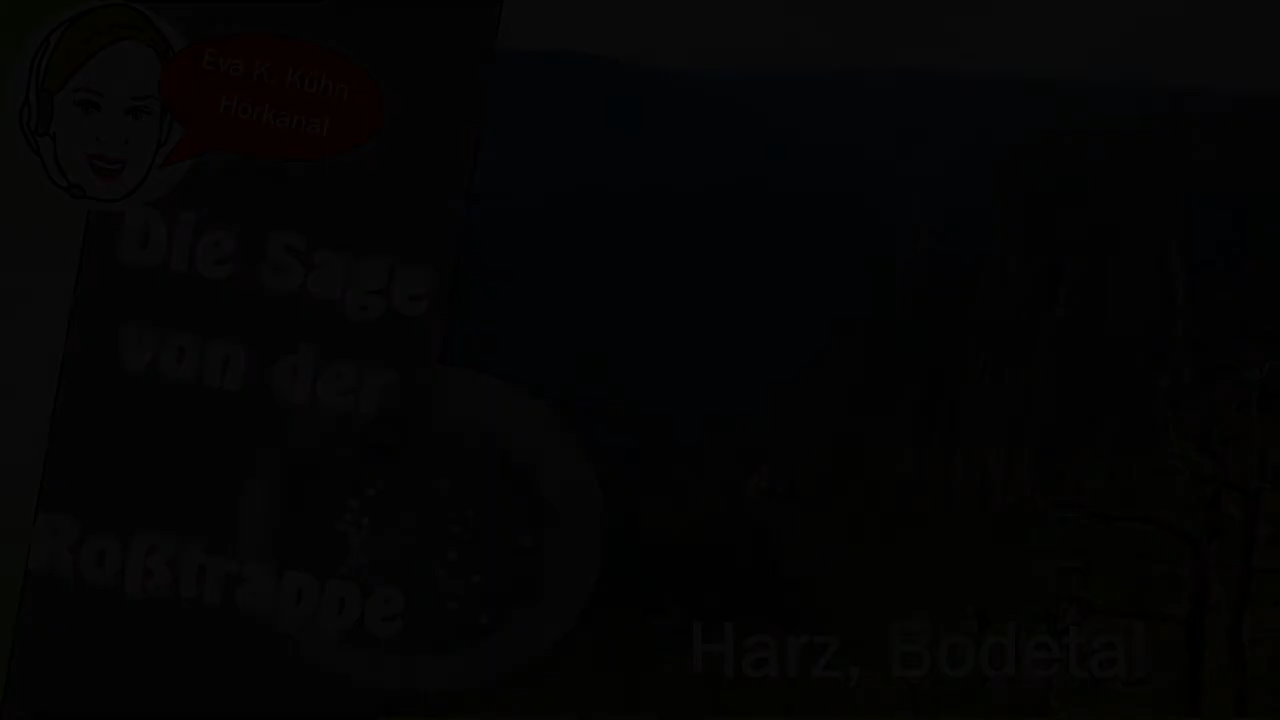 Eva K. Kühn
Hörkanal
Die Sage
von der
Roßtrappe
Harz, Bodetal